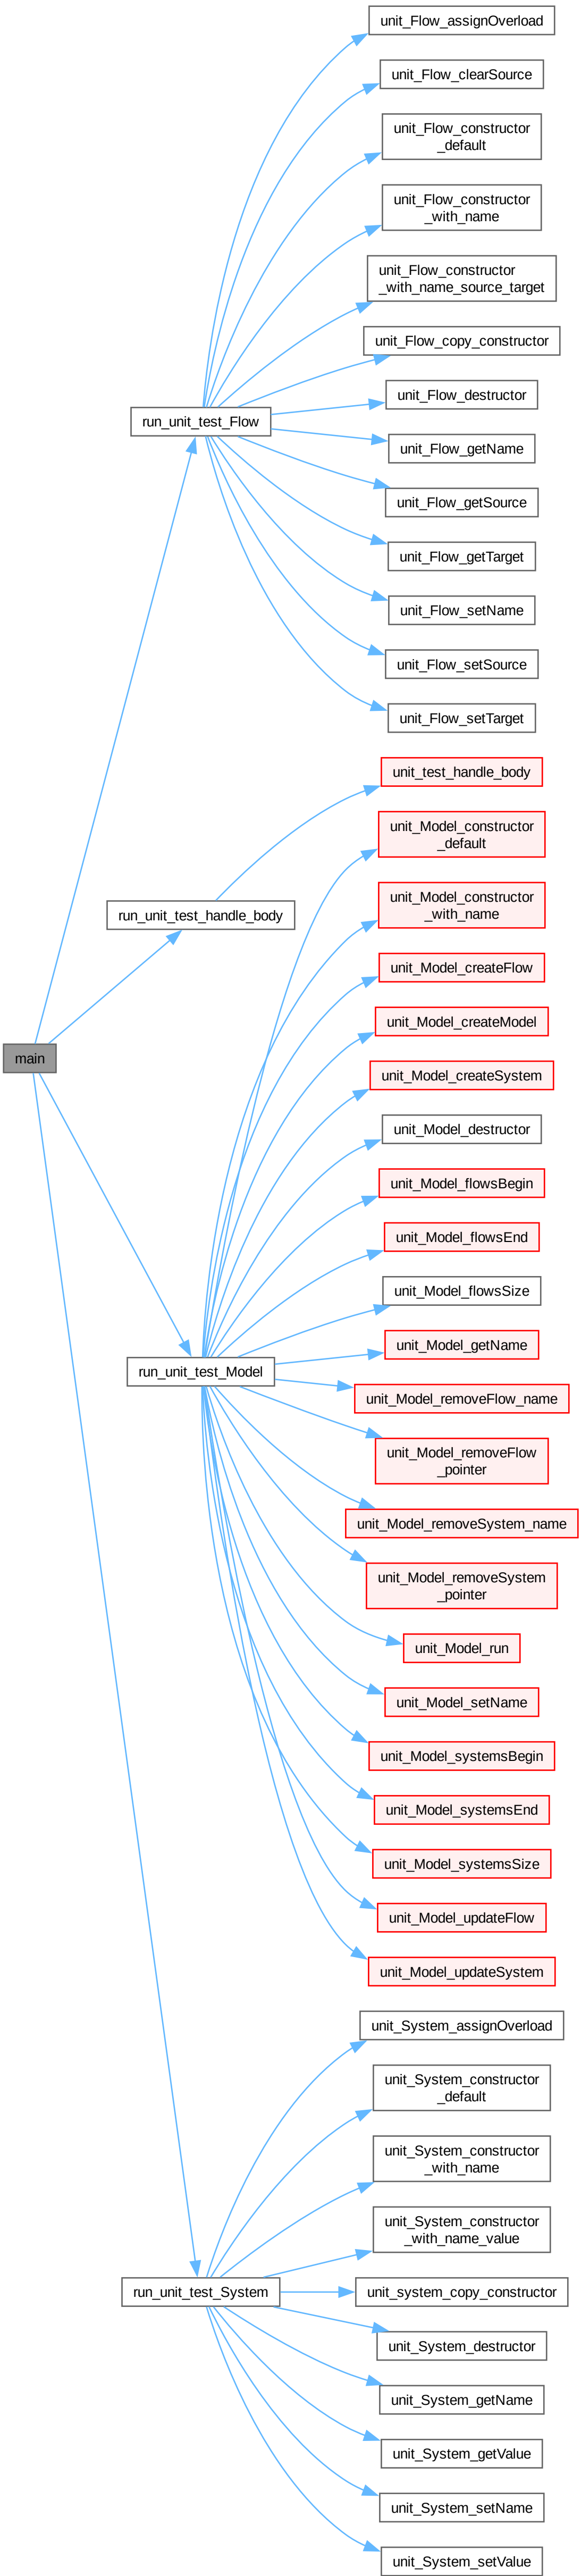 unit_Flow_assignOverload
unit_Flow_clearSource
unit_Flow_constructor
_default
unit_Flow_constructor
_with_name
unit_Flow_constructor
_with_name_source_target
unit_Flow_copy_constructor
unit_Flow_destructor
run_unit_test_Flow
unit_Flow_getName
unit_Flow_getSource
unit_Flow_getTarget
unit_Flow_setName
unit_Flow_setSource
unit_Flow_setTarget
unit_test_handle_body
unit_Model_constructor
_default
unit_Model_constructor
_with_name
run_unit_test_handle_body
unit_Model_createFlow
unit_Model_createModel
main
unit_Model_createSystem
unit_Model_destructor
unit_Model_flowsBegin
unit_Model_flowsEnd
unit_Model_flowsSize
unit_Model_getName
run_unit_test_Model
unit_Model_removeFlow_name
unit_Model_removeFlow
_pointer
unit_Model_removeSystem_name
unit_Model_removeSystem
_pointer
unit_Model_run
unit_Model_setName
unit_Model_systemsBegin
unit_Model_systemsEnd
unit_Model_systemsSize
unit_Model_updateFlow
unit_Model_updateSystem
unit_System_assignOverload
unit_System_constructor
_default
unit_System_constructor
_with_name
unit_System_constructor
_with_name_value
run_unit_test_System
unit_system_copy_constructor
unit_System_destructor
unit_System_getName
unit_System_getValue
unit_System_setName
unit_System_setValue